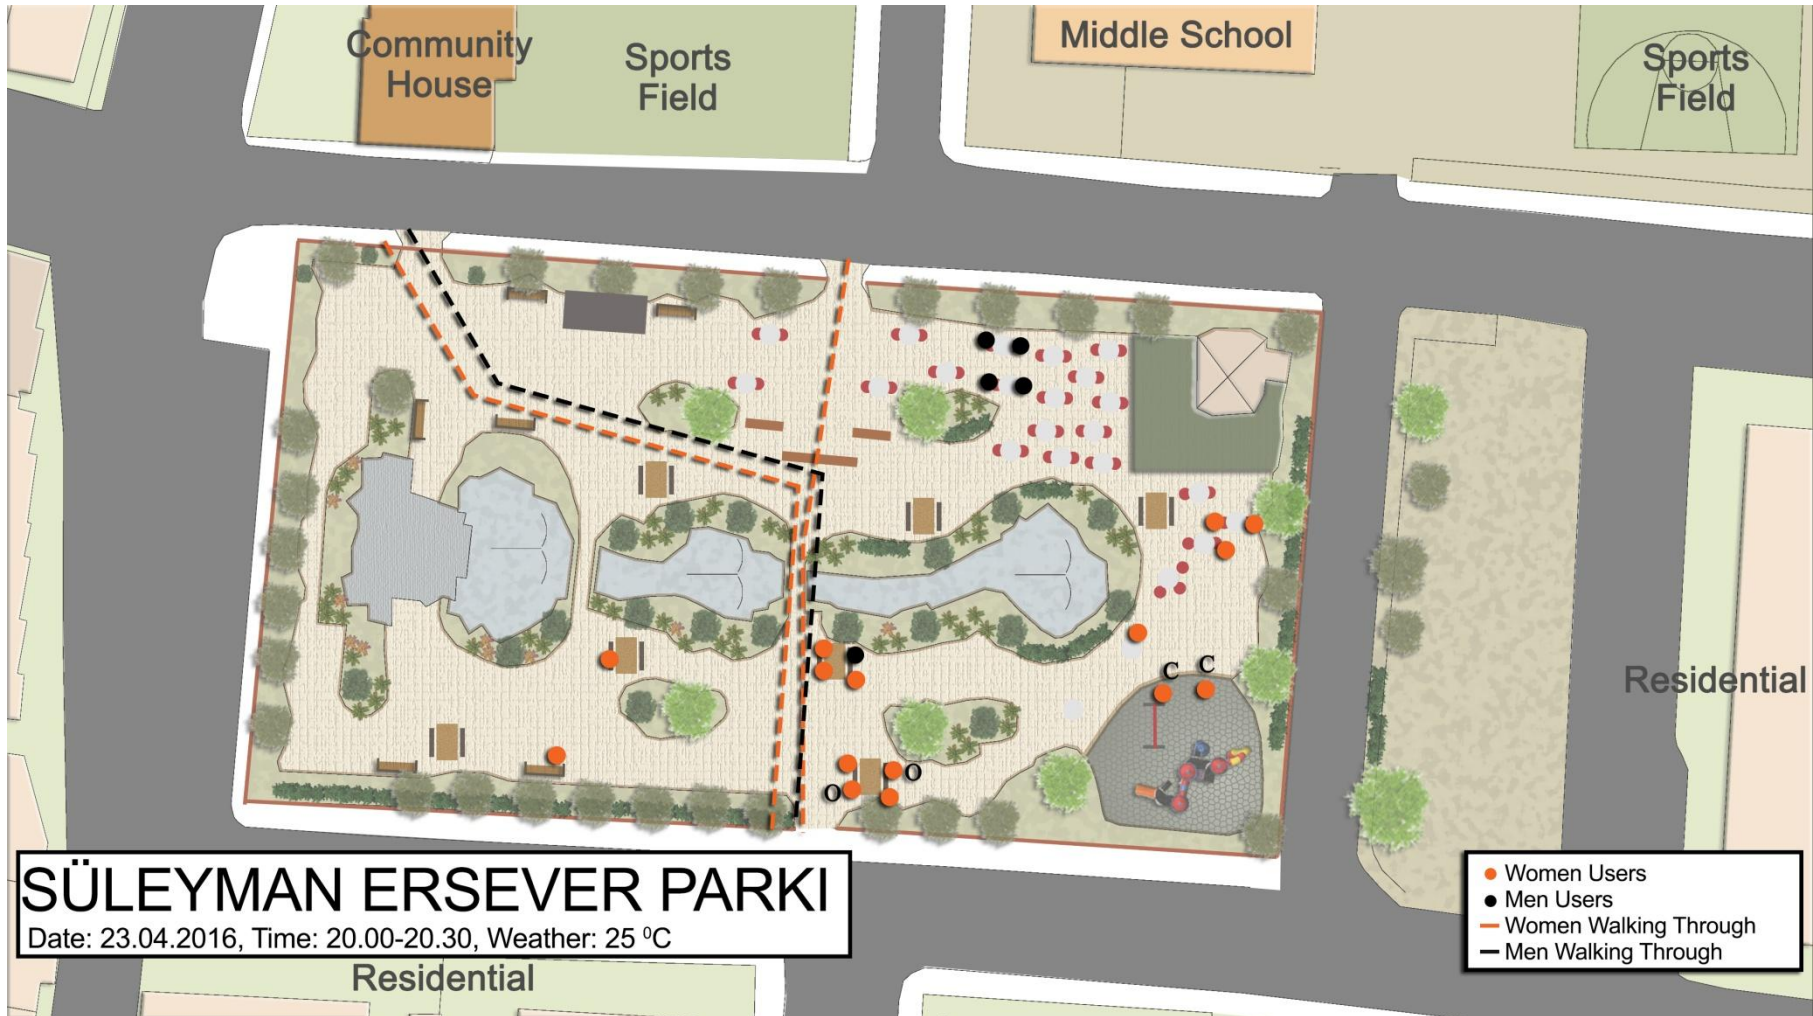 Community
House
Sports
Field
Middle School
Sports
Field
C
C
Residential
O
O
SÜLEYMAN ERSEVER PARKI
Date: 23.04.2016, Time: 20.00-20.30, Weather: 25 ⁰C
Residential
Women Users
Men Users
Women Walking Through
Men Walking Through